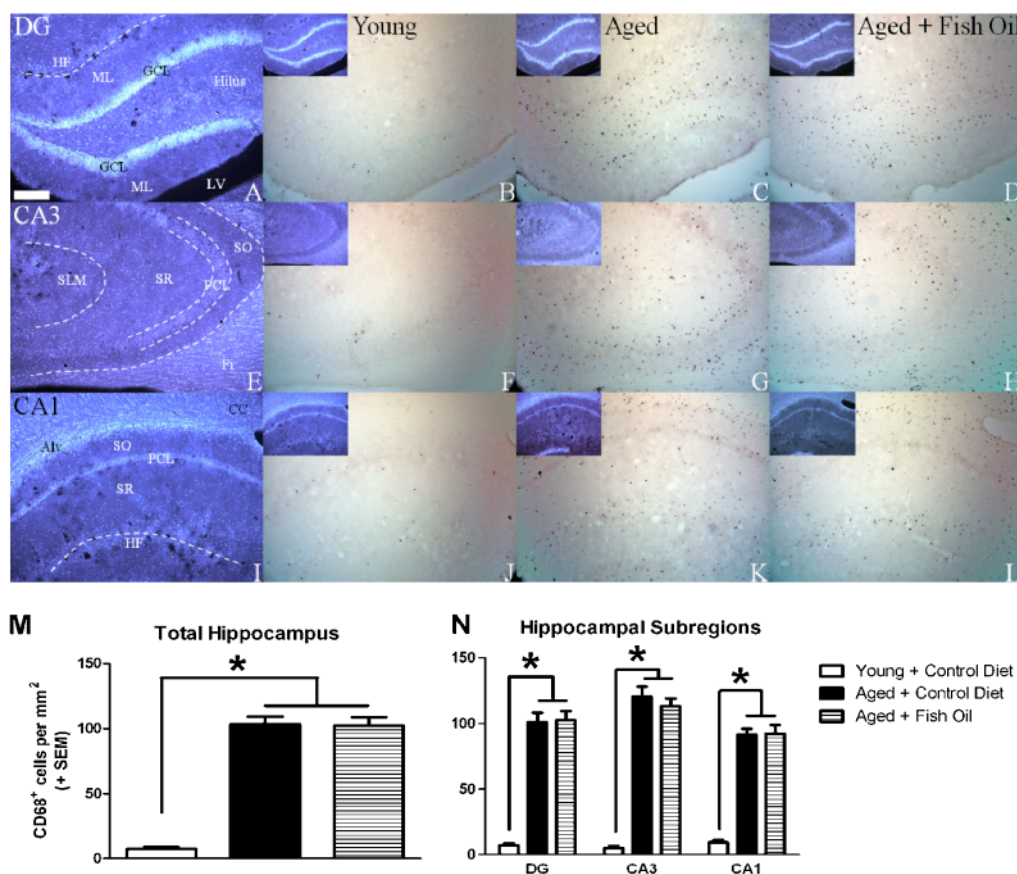 DG
Young
Aged
Aged + Fish Oil
HF
ML
GCL
Hilus
GCL
ML
LV
A
B
C
D
CA3
SO
SLM
SR
PCL
Fi
E
F
G
H
CA1
CC
Alv
SO
PCL
SR
HF
I
J
K
L
M
Total Hippocampus
CD68+ cells per mm2
(+ SEM)
150
100
50
0
*
N
Hippocampal Subregions
150
100
50
0
*
*
*
DG
CA3
CA1
Young + Control Diet
Aged + Control Diet
Aged + Fish Oil